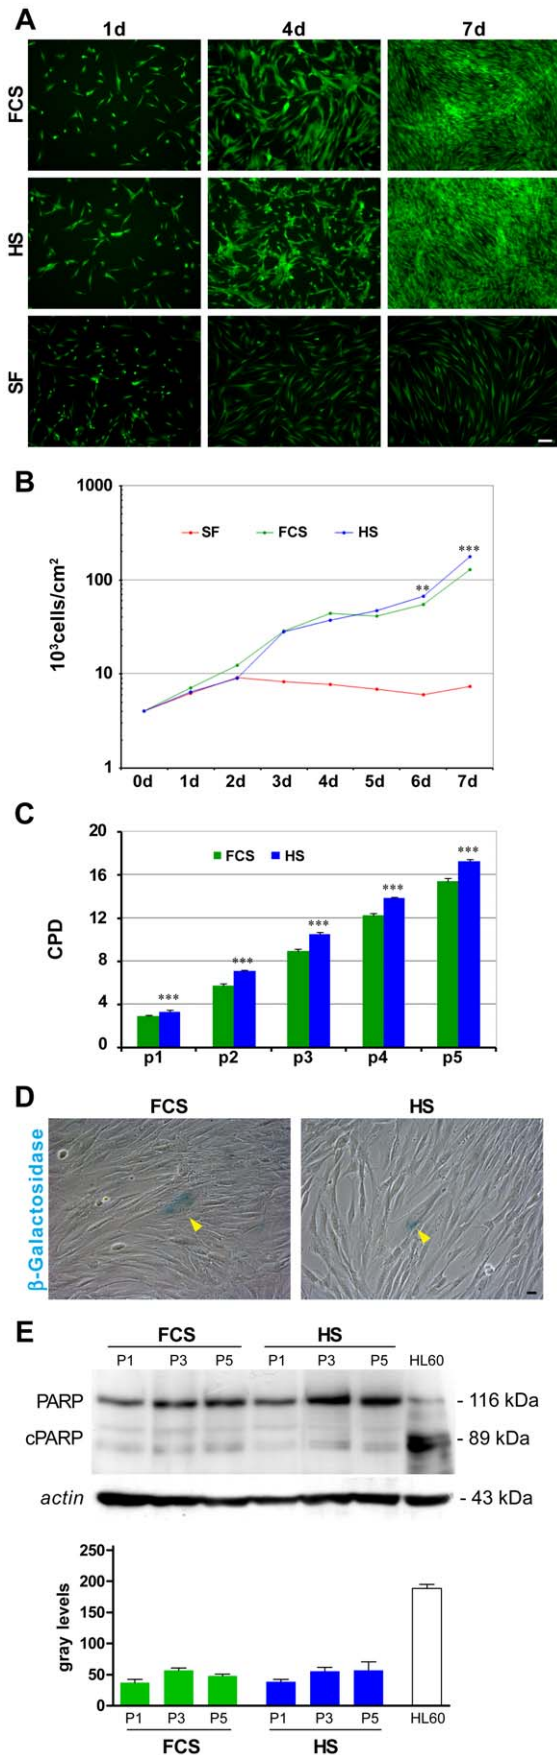 A
1d 4d 7d
FCS
HS
SF
B
1000
100
10
1
10³cells/cm²
SF FCS HS
**
***
0d 1d 2d 3d 4d 5d 6d 7d
C
20
16
12
8
4
0
CPD
FCS HS
***
***
***
***
***
p1 p2 p3 p4 p5
D
FCS HS
β-Galactosidase
E
FCS HS
P1 P3 P5 P1 P3 P5 HL60
PARP - 116 kDa
cPARP - 89 kDa
actin - 43 kDa
250
200
150
100
50
0
gray levels
P1 P3 P5 P1 P3 P5 HL60
FCS HS